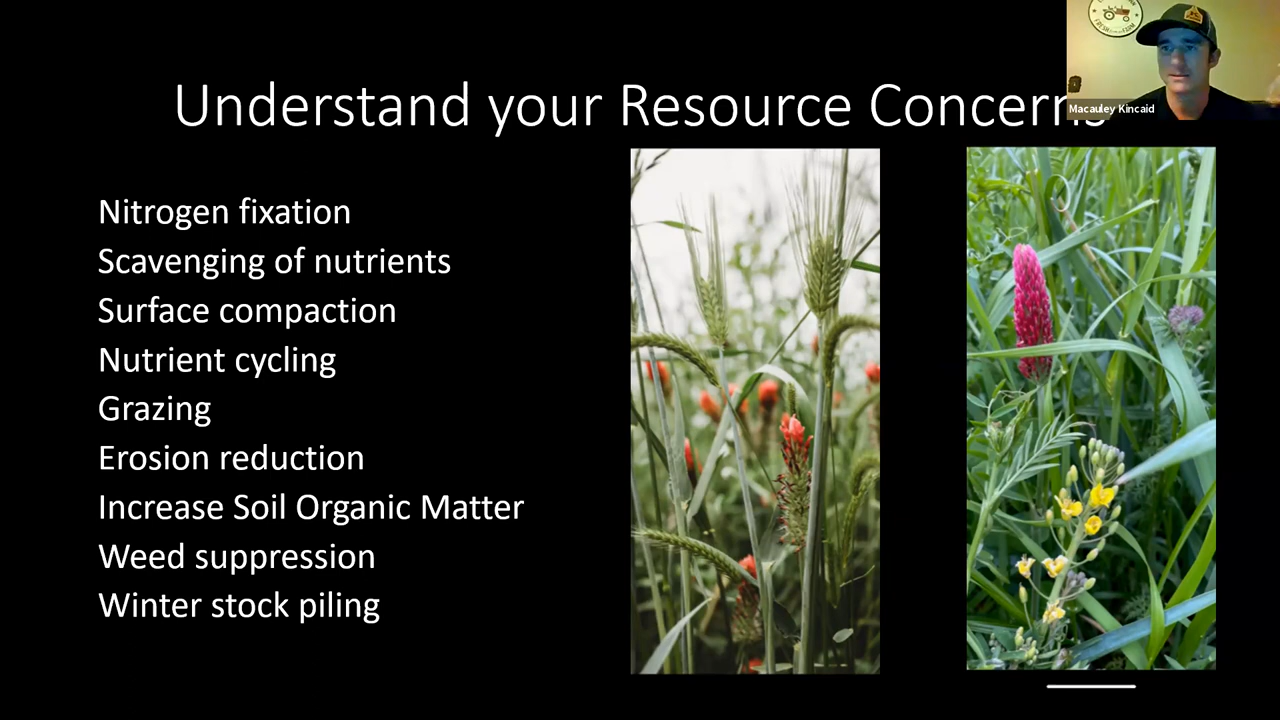 Understand your Resource Concerns
Macauley Kincaid
Nitrogen fixation
Scavenging of nutrients
Surface compaction
Nutrient cycling
Grazing
Erosion reduction
Increase Soil Organic Matter
Weed suppression
Winter stock piling